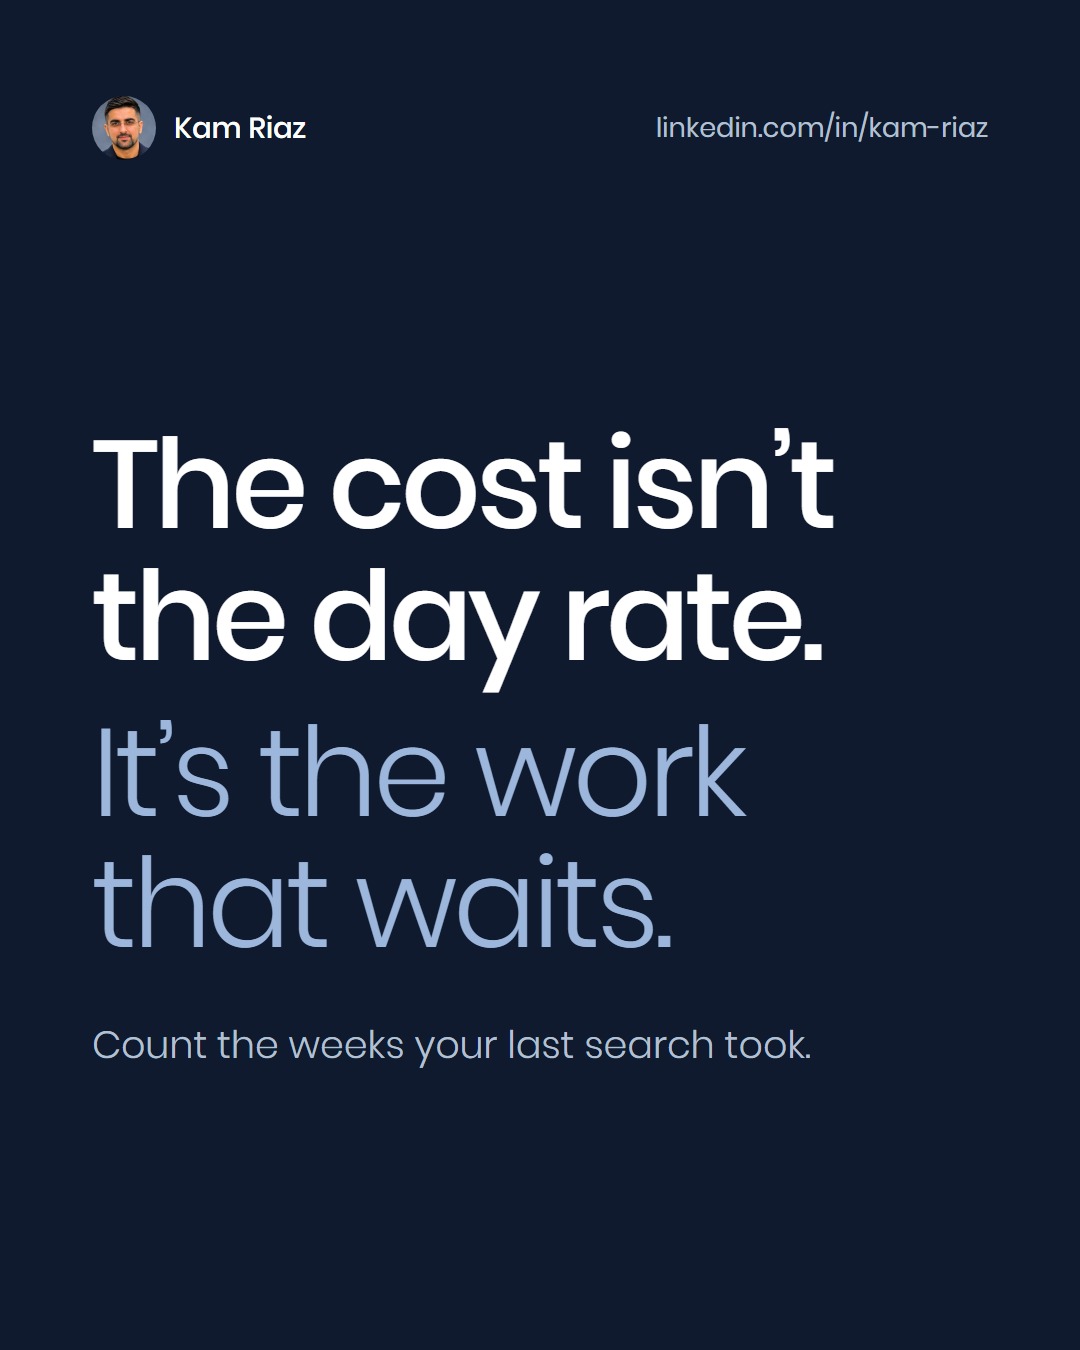 Kam Riaz
linkedin.com/in/kam-riaz
The cost isn’t
the day rate.
It’s the work
that waits.
Count the weeks your last search took.